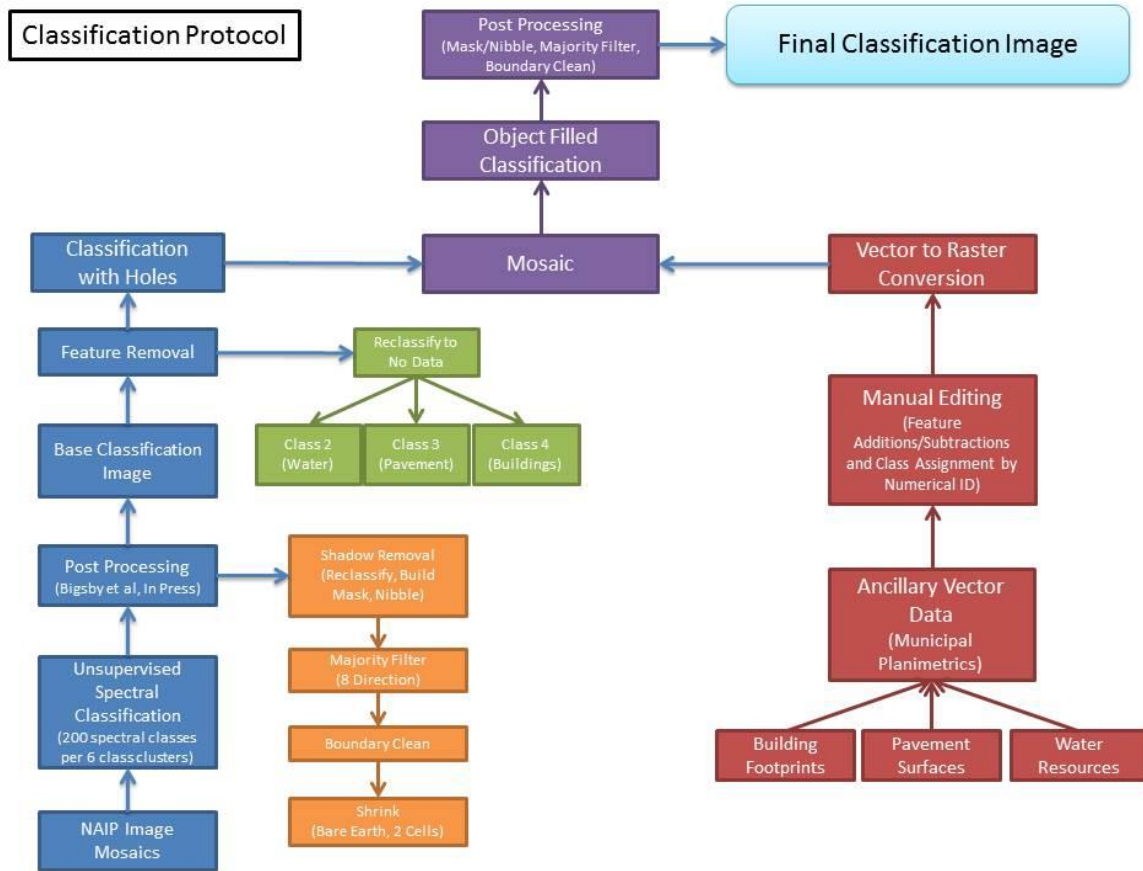 Classification Protocol
Post Processing
(Mask/Nibble, Majority Filter,
Boundary Clean)
Final Classification Image
Object Filled
Classification
Classification
with Holes
Mosaic
Vector to Raster
Conversion
Feature Removal
Reclassify to
No Data
Class 2
(Water)
Class 3
(Pavement)
Class 4
(Buildings)
Manual Editing
(Feature
Additions/Subtractions
and Class Assignment by
Numerical ID)
Base Classification
Image
Post Processing
(Bigsby et al, In Press)
Shadow Removal
(Reclassify, Build
Mask, Nibble)
Ancillary Vector
Data
(Municipal
Planimetrics)
Unsupervised
Spectral
Classification
(200 spectral classes
per 6 class clusters)
Majority Filter
(8 Direction)
Boundary Clean
Building
Footprints
Pavement
Surfaces
Water
Resources
NAIP Image
Mosaics
Shrink
(Bare Earth, 2 Cells)